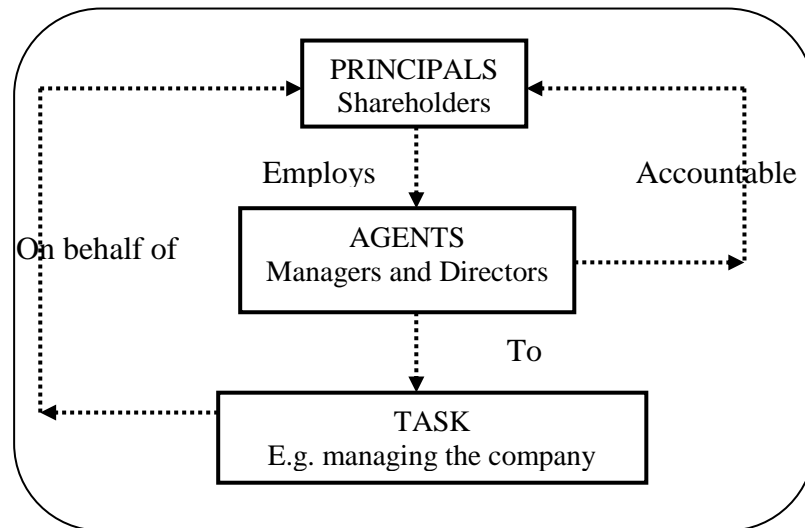 PRINCIPALS
Shareholders
Employs
Accountable
AGENTS
Managers and Directors
On behalf of
To
TASK
E.g. managing the company